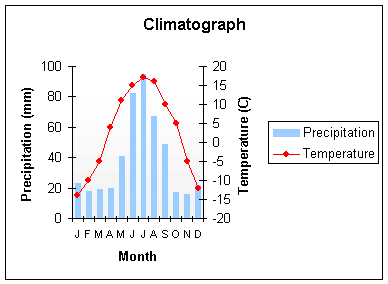 Climatograph
Precipitation (mm)
100
80
60
40
20
0
20
15
10
5
0
-5
-10
-15
-20
Temperature (C)
J F M A M J J A S O N D
Month
Precipitation
Temperature